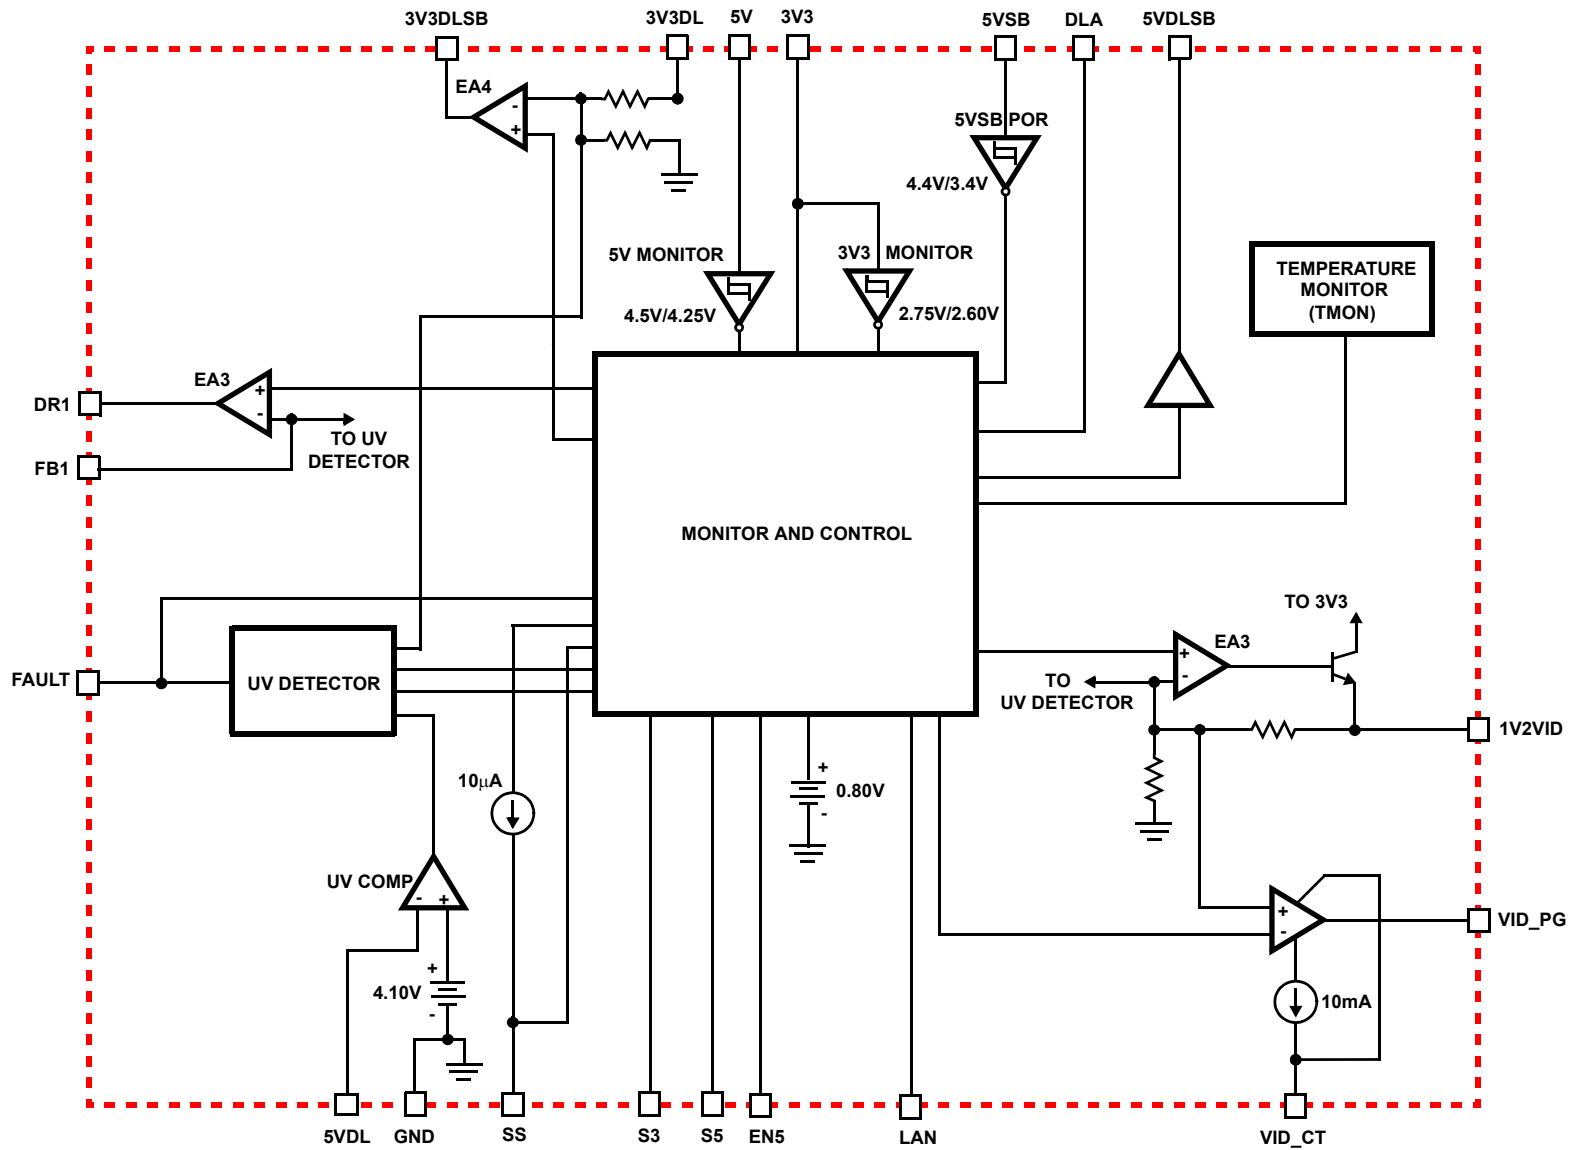 3V3DLSB
3V3DL
5V
3V3
5VSB
DLA
5VDLSB
EA4
-
+
5VSB POR
4.4V/3.4V
5V MONITOR
4.5V/4.25V
3V3 MONITOR
2.75V/2.60V
TEMPERATURE
MONITOR
(TMON)
EA3
+
-
DR1
TO UV
DETECTOR
FB1
MONITOR AND CONTROL
TO 3V3
EA3
+
-
TO
UV DETECTOR
FAULT
UV DETECTOR
1V2VID
10μA
+
0.80V
-
UV COMP
-
+
+
4.10V
-
+
-
VID_PG
10mA
5VDL
GND
SS
S3
S5
EN5
LAN
VID_CT